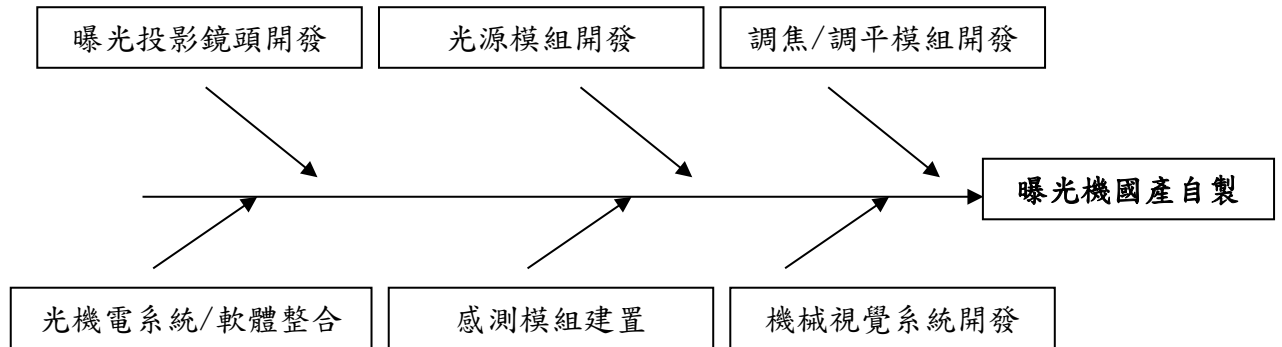 曝光投影鏡頭開發
光源模組開發
調焦/調平模組開發
曝光機國產自製
光機電系統/軟體整合
感測模組建置
機械視覺系統開發